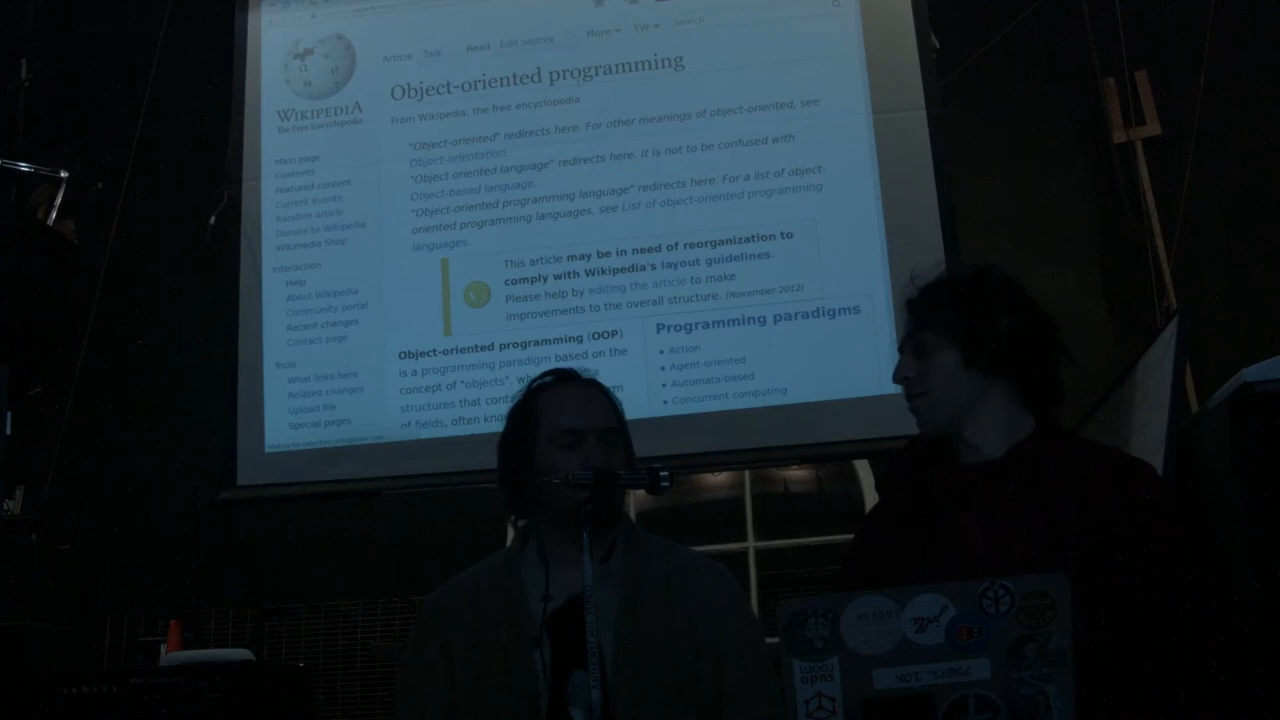 Article Talk Read Edit source More TW Search
WIKIPEDIA
The Free Encyclopedia
Main page
Contents
Featured content
Current events
Random article
Donate to Wikipedia
Wikimedia Shop
Interaction
Help
About Wikipedia
Community portal
Recent changes
Contact page
Tools
What links here
Related changes
Upload file
Special pages
Object-oriented programming
From Wikipedia, the free encyclopedia
"Object-oriented" redirects here. For other meanings of object-oriented, see
Object-orientation.
"Object oriented language" redirects here. It is not to be confused with
Object-based language.
"Object-oriented programming language" redirects here. For a list of object-
oriented programming languages, see List of object-oriented programming
languages.
This article may be in need of reorganization to
comply with Wikipedia's layout guidelines.
Please help by editing the article to make
improvements to the overall structure. (November 2012)
Object-oriented programming (OOP)
is a programming paradigm based on the
concept of "objects",
structures that
of fields, often
Programming paradigms
Action
Agent-oriented
Automata-based
Concurrent computing
sudo
room
jolla